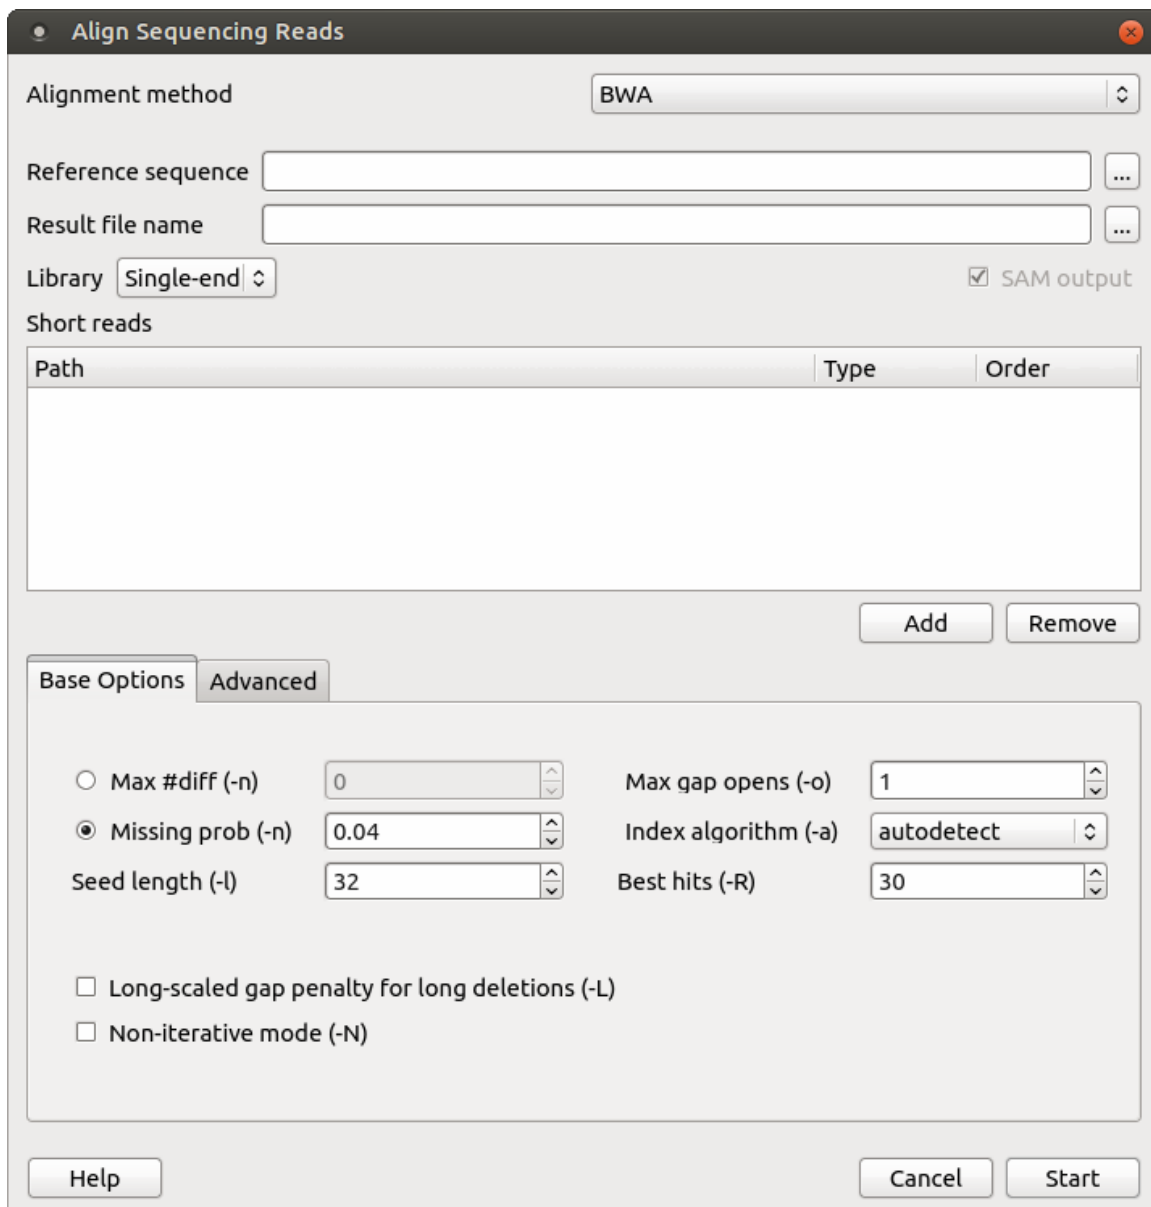 Align Sequencing Reads
Alignment method BWA
Reference sequence ...
Result file name ...
Library Single-end SAM output
Short reads
Path Type Order
Add Remove
Base Options Advanced
Max #diff (-n) 0 Max gap opens (-o) 1
Missing prob (-n) 0.04 Index algorithm (-a) autodetect
Seed length (-l) 32 Best hits (-R) 30
Long-scaled gap penalty for long deletions (-L)
Non-iterative mode (-N)
Help Cancel Start